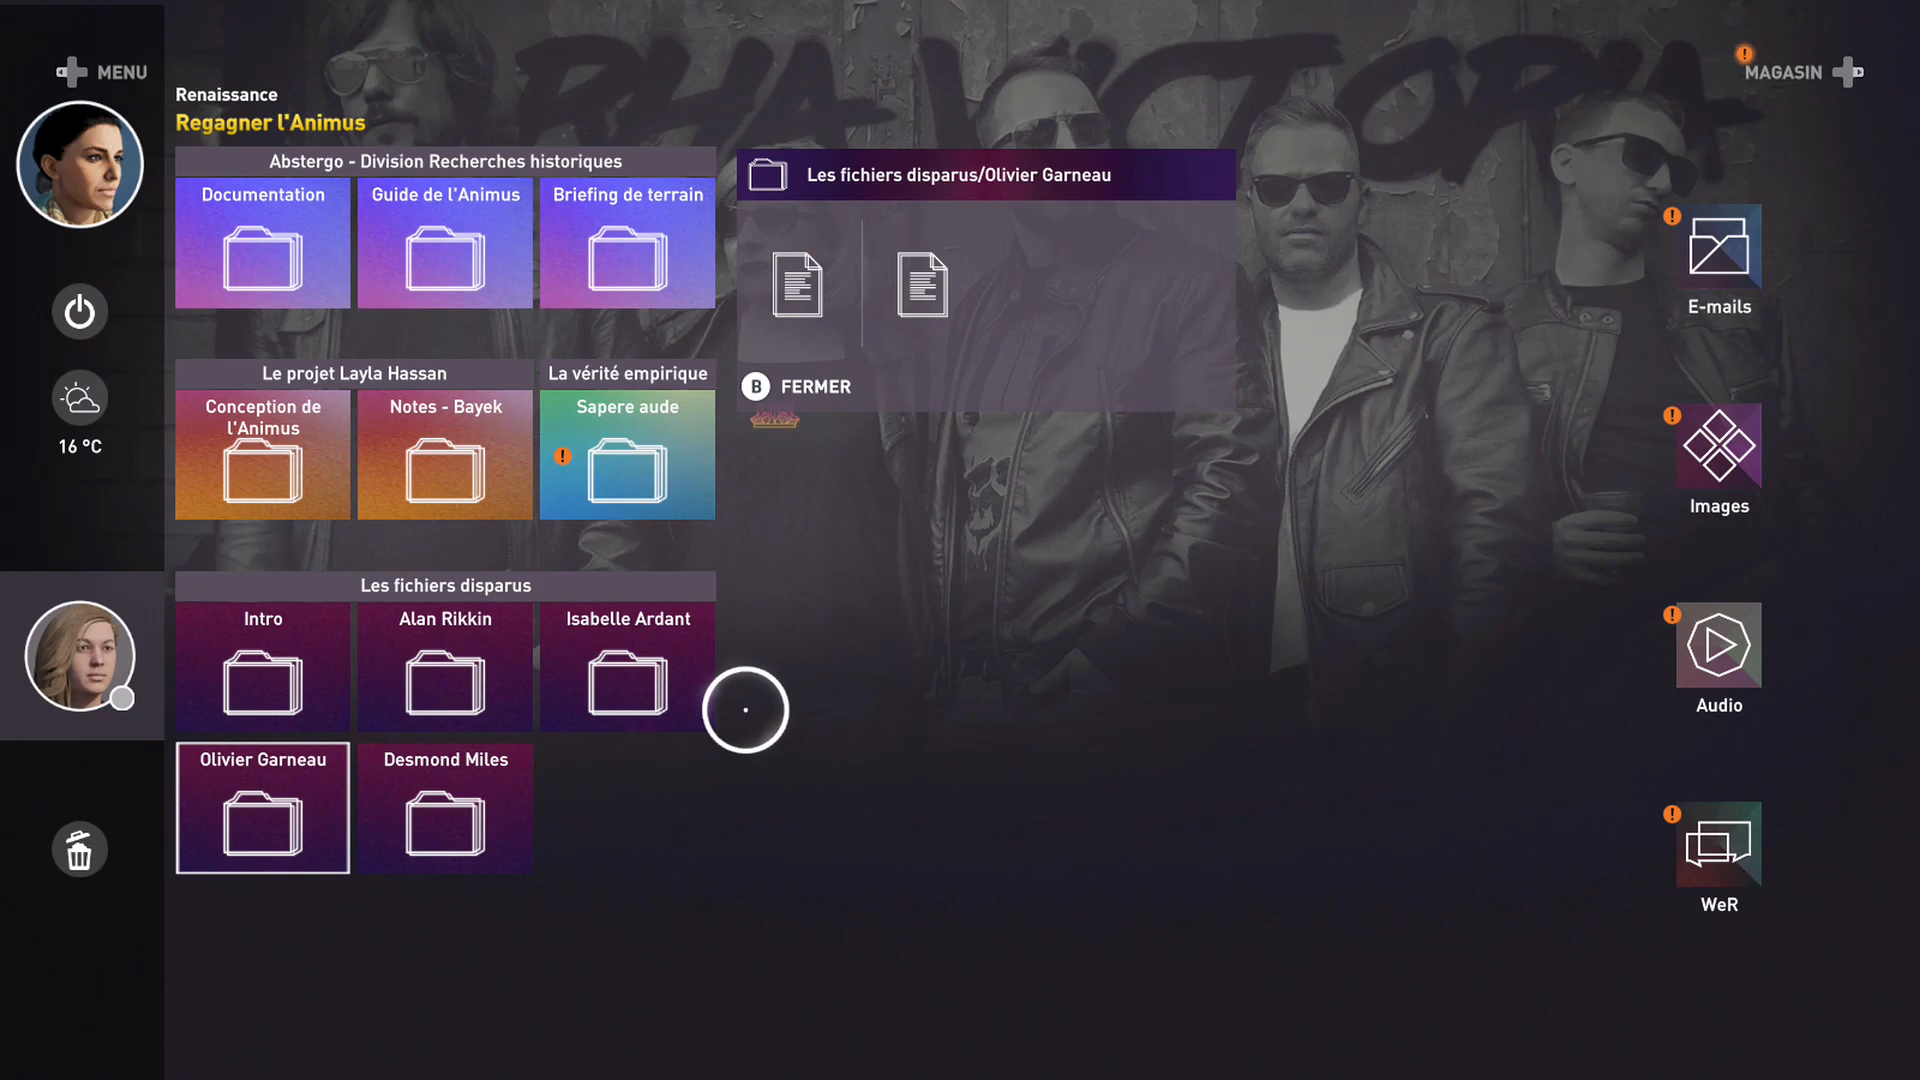 MENU
MAGASIN
Renaissance
Regagner l'Animus
Abstergo - Division Recherches historiques
Documentation
Guide de l'Animus
Briefing de terrain
Les fichiers disparus/Olivier Garneau
B FERMER
Le projet Layla Hassan
La vérité empirique
Conception de
l'Animus
Notes - Bayek
Sapere aude
16 °C
Les fichiers disparus
Intro
Alan Rikkin
Isabelle Ardant
Olivier Garneau
Desmond Miles
E-mails
Images
Audio
WeR